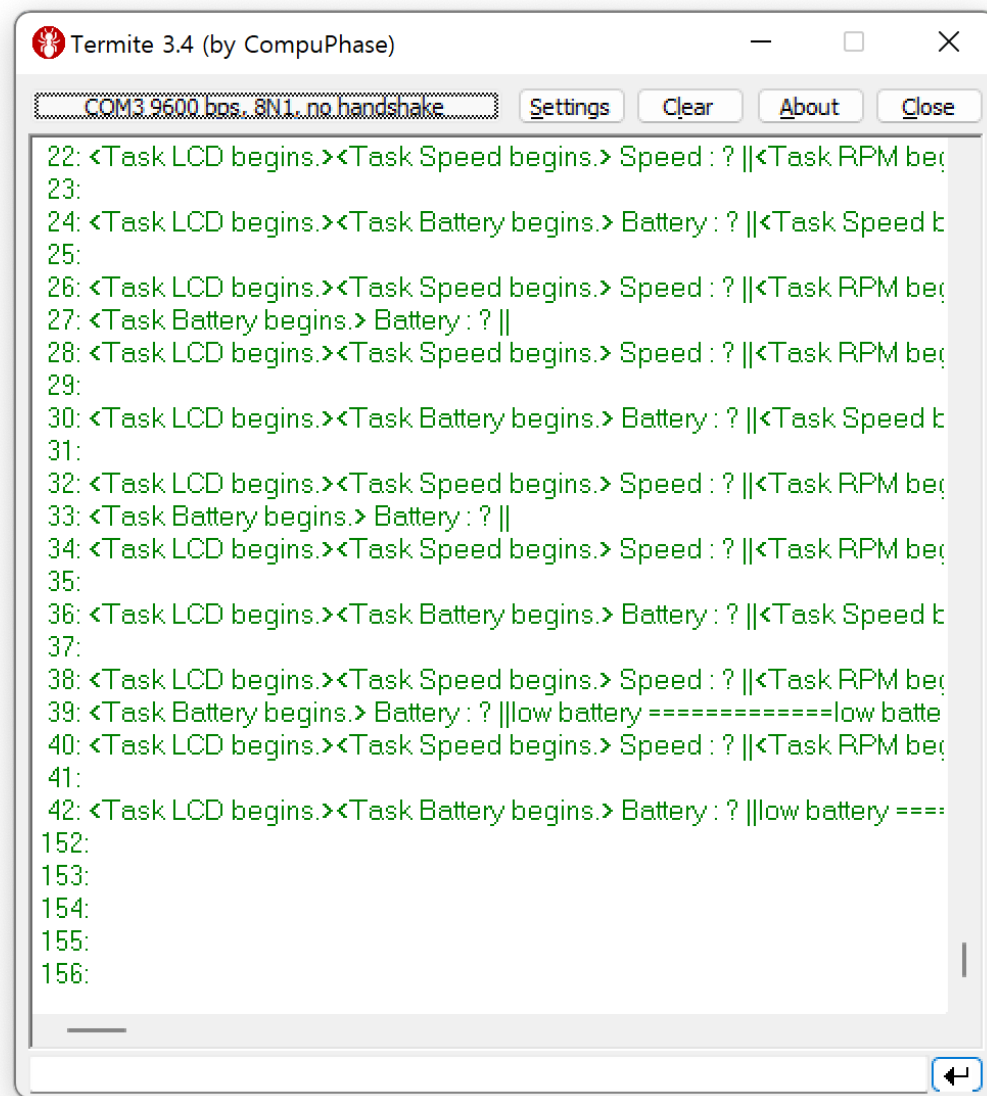 Termite 3.4 (by CompuPhase)
COM3 9600 bps, 8N1, no handshake Settings Clear About Close
22: <Task LCD begins.><Task Speed begins.> Speed : ? ||<Task RPM beg
23:
24: <Task LCD begins.><Task Battery begins.> Battery : ? ||<Task Speed b
25:
26: <Task LCD begins.><Task Speed begins.> Speed : ? ||<Task RPM beg
27: <Task Battery begins.> Battery : ? ||
28: <Task LCD begins.><Task Speed begins.> Speed : ? ||<Task RPM beg
29:
30: <Task LCD begins.><Task Battery begins.> Battery : ? ||<Task Speed b
31:
32: <Task LCD begins.><Task Speed begins.> Speed : ? ||<Task RPM beg
33: <Task Battery begins.> Battery : ? ||
34: <Task LCD begins.><Task Speed begins.> Speed : ? ||<Task RPM beg
35:
36: <Task LCD begins.><Task Battery begins.> Battery : ? ||<Task Speed b
37:
38: <Task LCD begins.><Task Speed begins.> Speed : ? ||<Task RPM beg
39: <Task Battery begins.> Battery : ? ||low battery =============low batte
40: <Task LCD begins.><Task Speed begins.> Speed : ? ||<Task RPM beg
41:
42: <Task LCD begins.><Task Battery begins.> Battery : ? ||low battery ====
152:
153:
154:
155:
156: